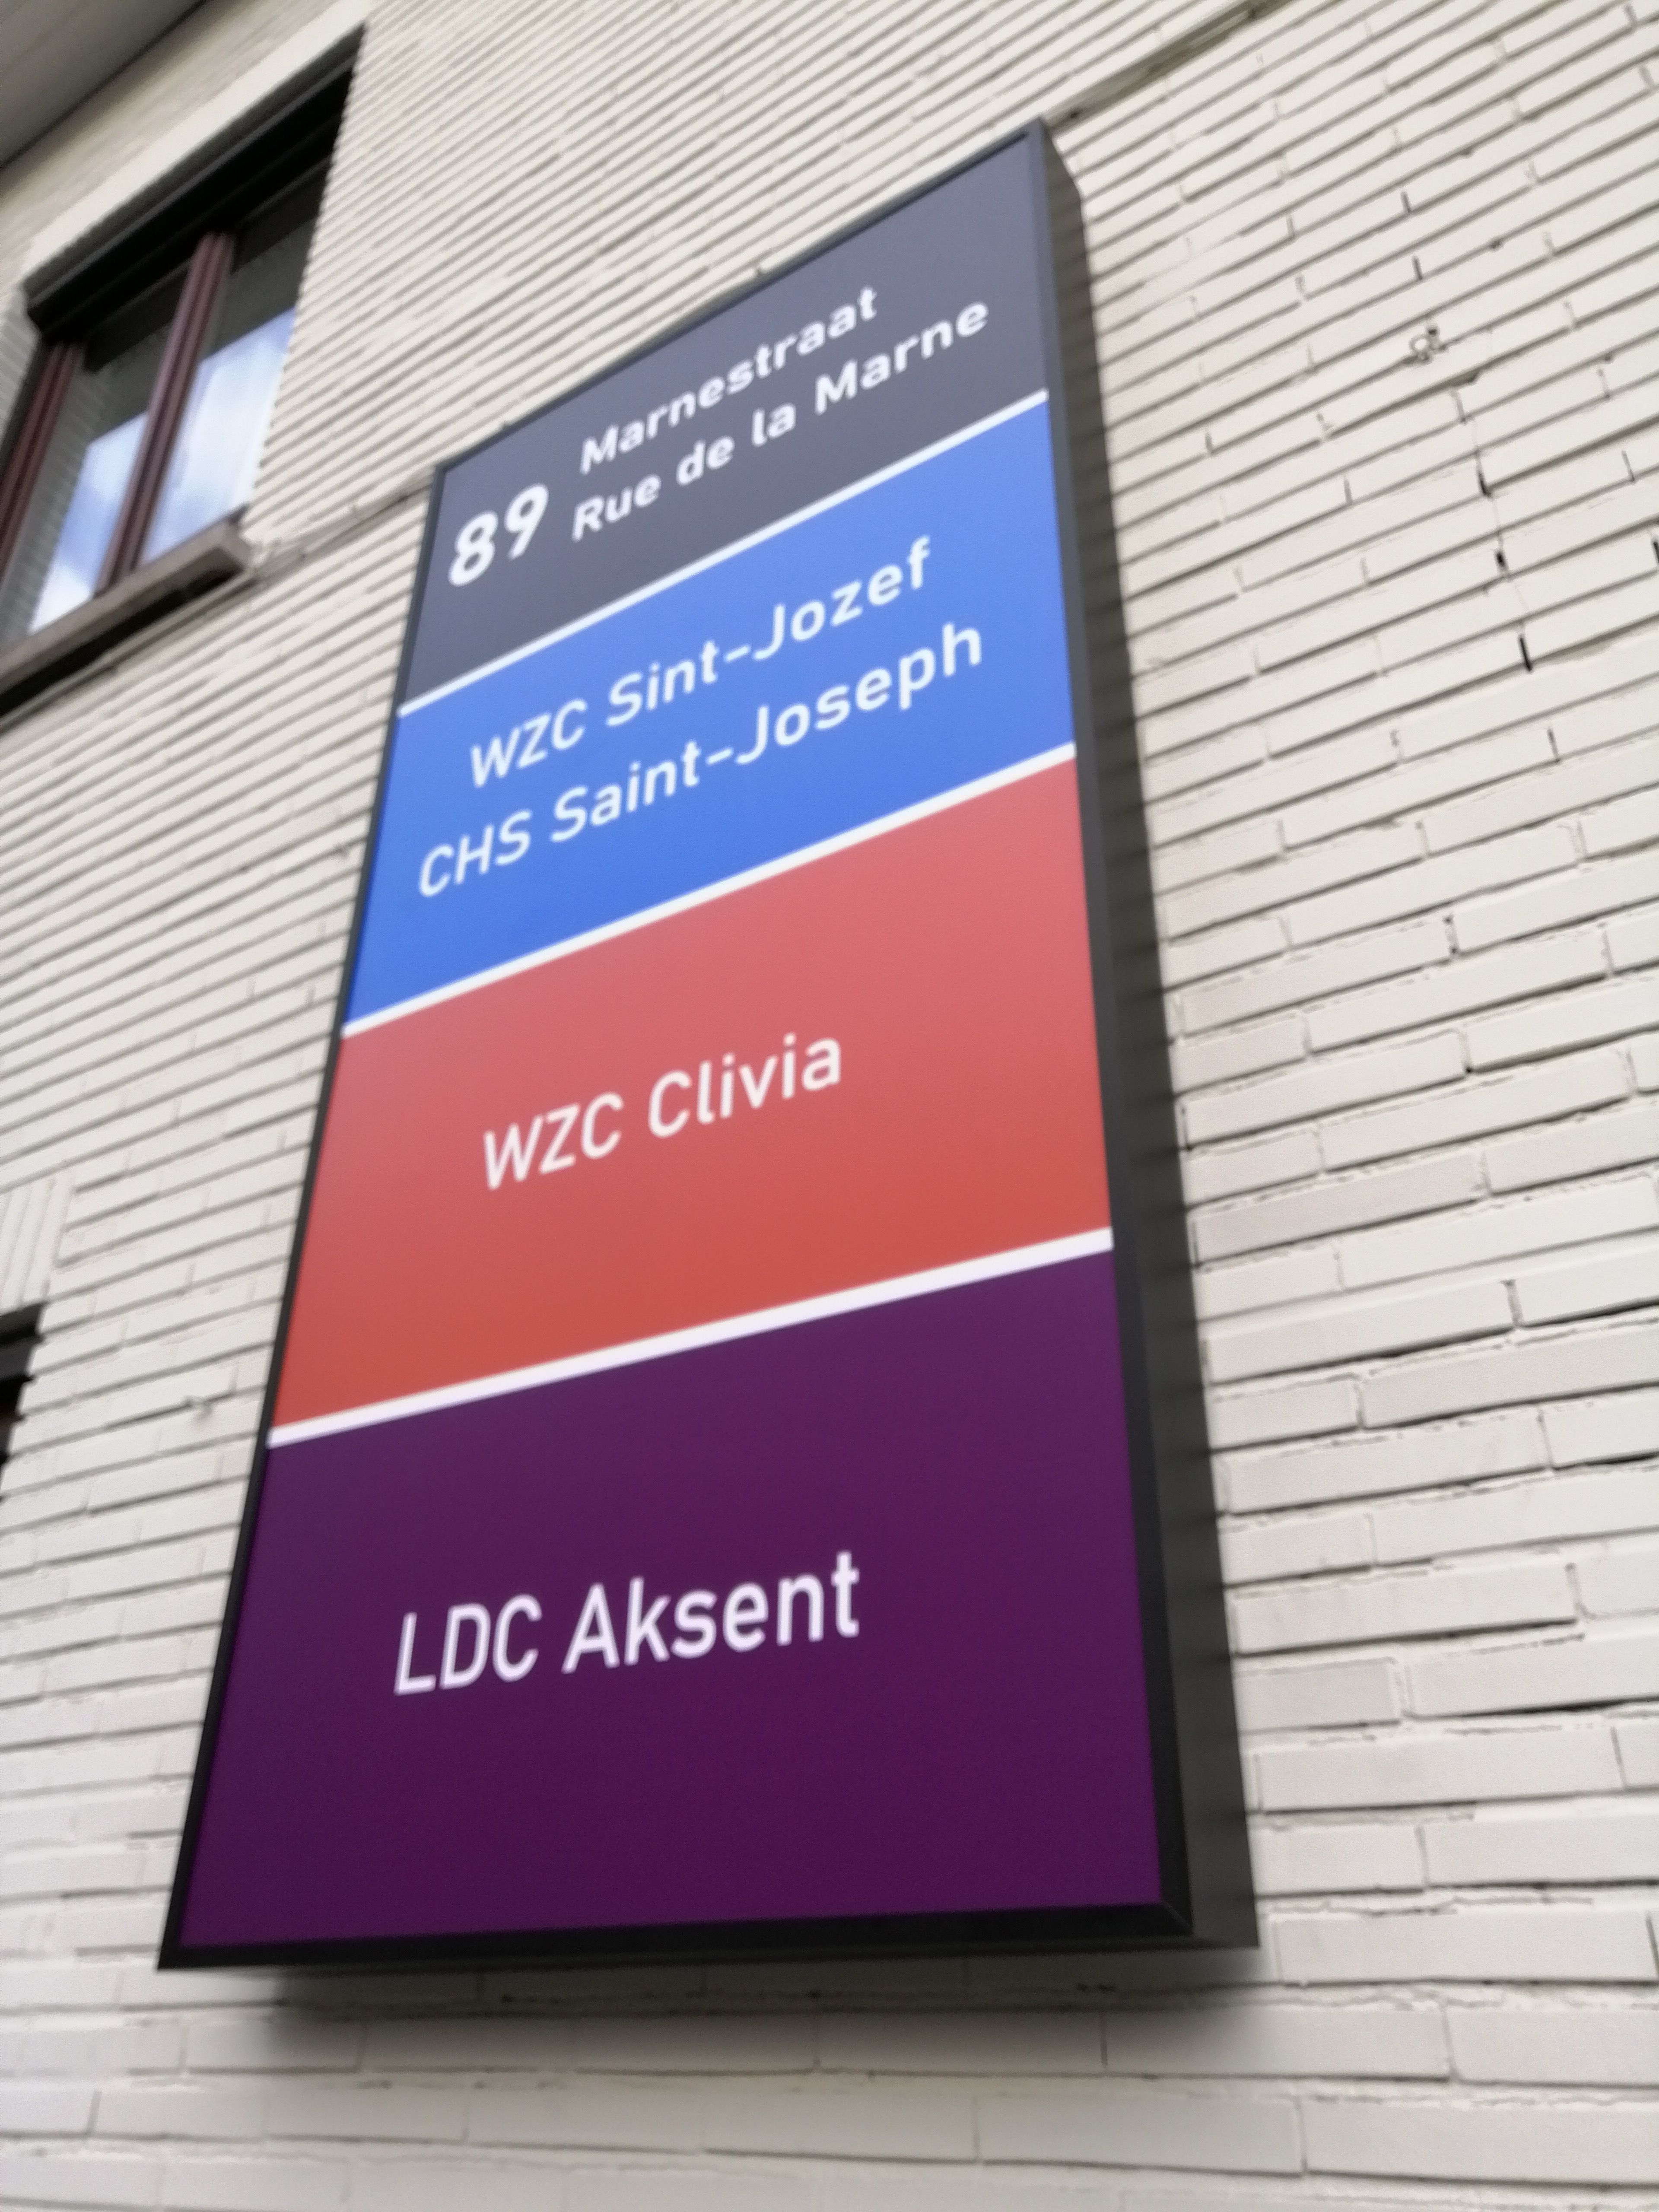 89 Marnestraat
Rue de la Marne
WZC Sint-Jozef
CHS Saint-Joseph
WZC Clivia
LDC Aksent